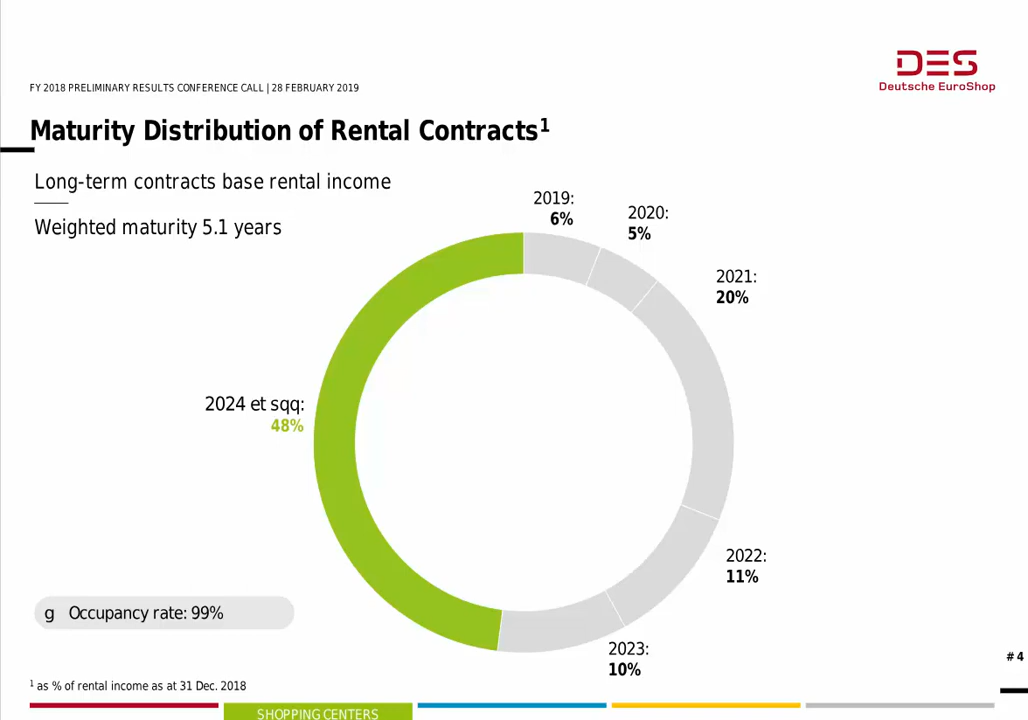 DES
Deutsche EuroShop
FY 2018 PRELIMINARY RESULTS CONFERENCE CALL | 28 FEBRUARY 2019
Maturity Distribution of Rental Contracts¹
Long-term contracts base rental income
Weighted maturity 5.1 years
2019:
6%
2020:
5%
2021:
20%
2024 et sqq:
48%
2022:
11%
g Occupancy rate: 99%
2023:
10%
# 4
¹ as % of rental income as at 31 Dec. 2018
SHOPPING CENTERS